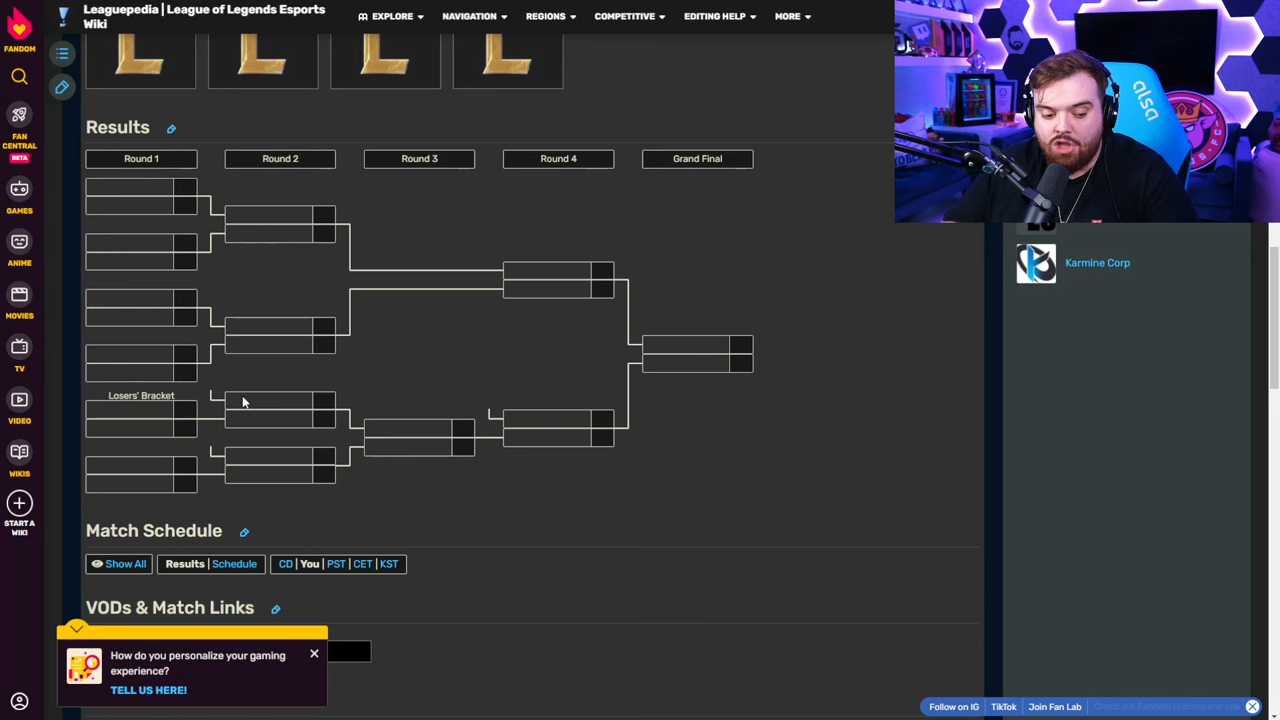 Leaguepedia | League of Legends Esports Wiki
EXPLORE
NAVIGATION
REGIONS
COMPETITIVE
EDITING HELP
MORE
FANDOM
FAN CENTRAL
BETA
GAMES
ANIME
MOVIES
TV
VIDEO
WIKIS
START A WIKI
Results
Round 1
Round 2
Round 3
Round 4
Grand Final
Losers' Bracket
Karmine Corp
Match Schedule
Show All
Results | Schedule
CD | You | PST | CET | KST
VODs & Match Links
How do you personalize your gaming experience?
TELL US HERE!
Follow on IG
TikTok
Join Fan Lab
alsa